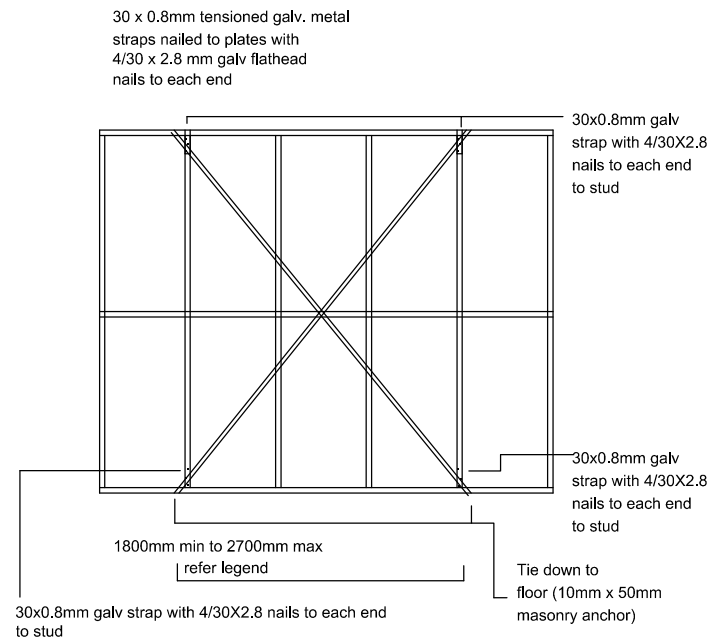 30 x 0.8mm tensioned galv. metal
straps nailed to plates with
4/30 x 2.8 mm galv flathead
nails to each end
30x0.8mm galv
strap with 4/30X2.8
nails to each end
to stud
30x0.8mm galv
strap with 4/30X2.8
nails to each end
to stud
1800mm min to 2700mm max
refer legend
Tie down to
floor (10mm x 50mm
masonry anchor)
30x0.8mm galv strap with 4/30X2.8 nails to each end
to stud